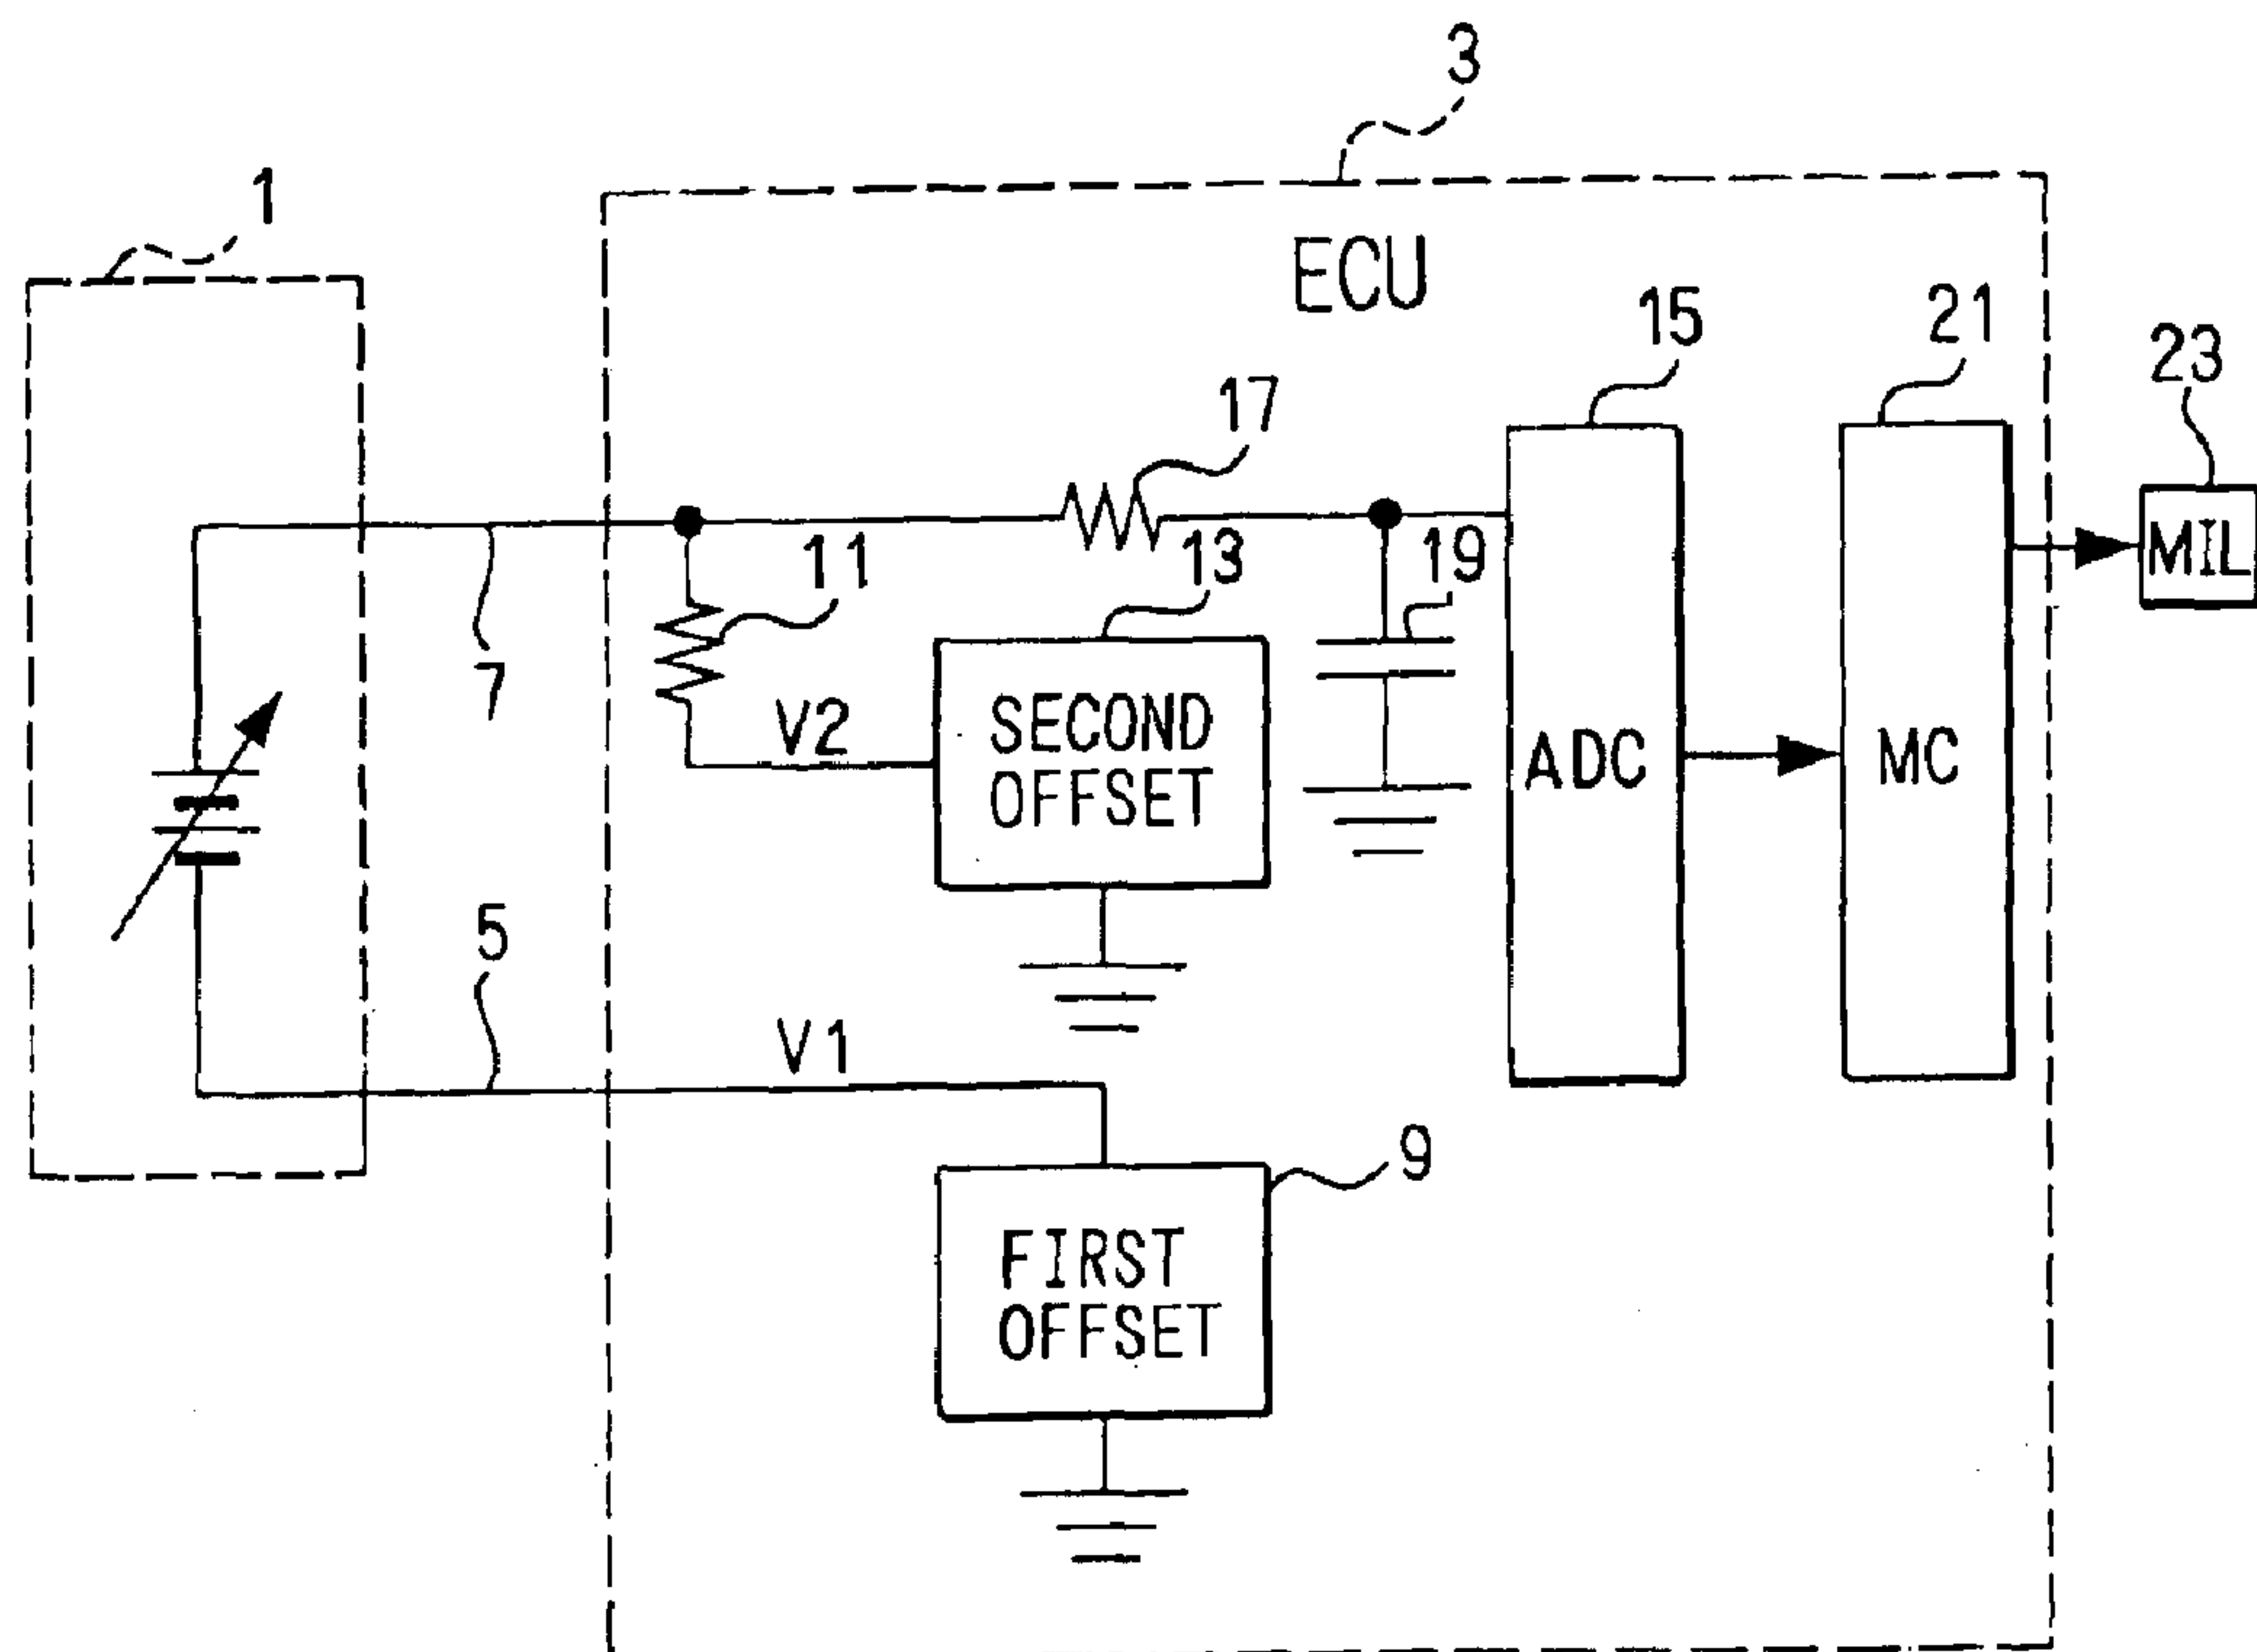 3
1
ECU
15
21
23
17
11
13
19
MIL
7
V2
SECOND
OFFSET
ADC
MC
5
V1
9
FIRST
OFFSET